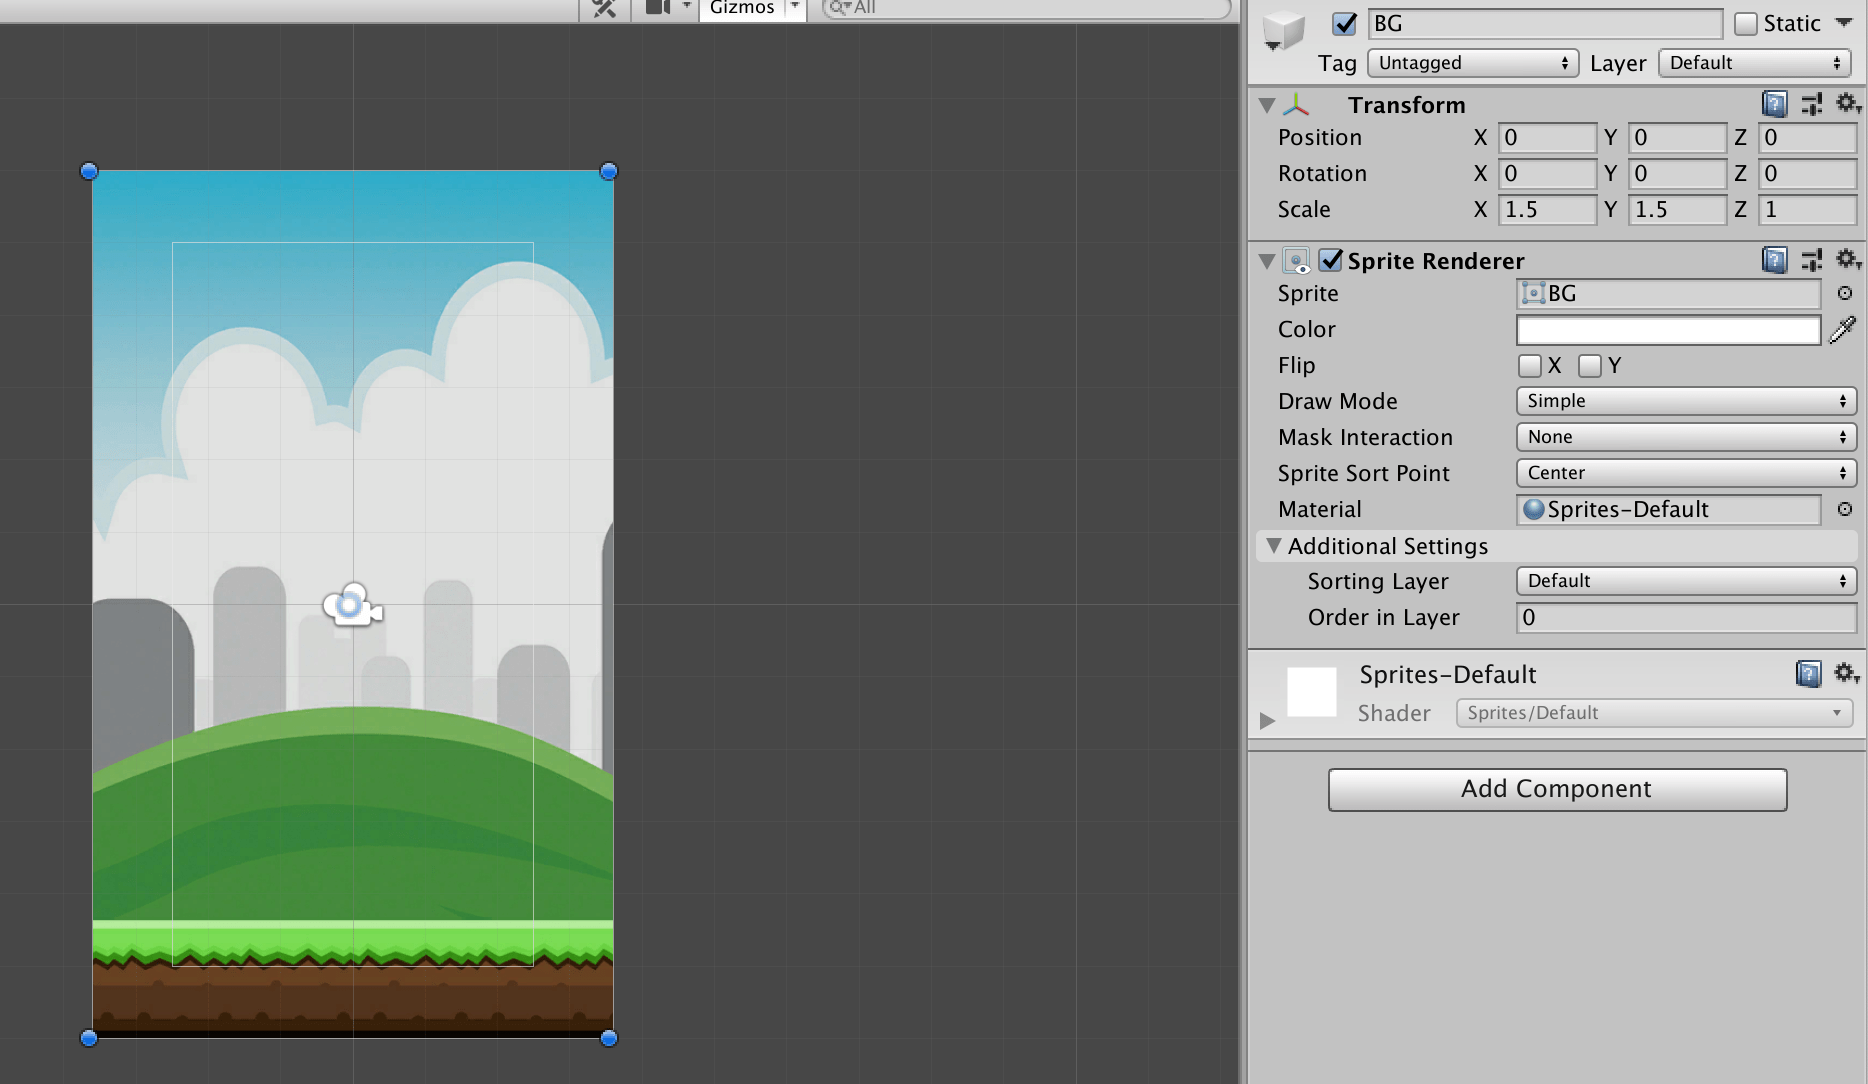 Gizmos
All
BG
Static
Tag Untagged Layer Default
Transform
Position X 0 Y 0 Z 0
Rotation X 0 Y 0 Z 0
Scale X 1.5 Y 1.5 Z 1
Sprite Renderer
Sprite BG
Color
Flip X Y
Draw Mode Simple
Mask Interaction None
Sprite Sort Point Center
Material Sprites-Default
Additional Settings
Sorting Layer Default
Order in Layer 0
Sprites-Default
Shader Sprites/Default
Add Component